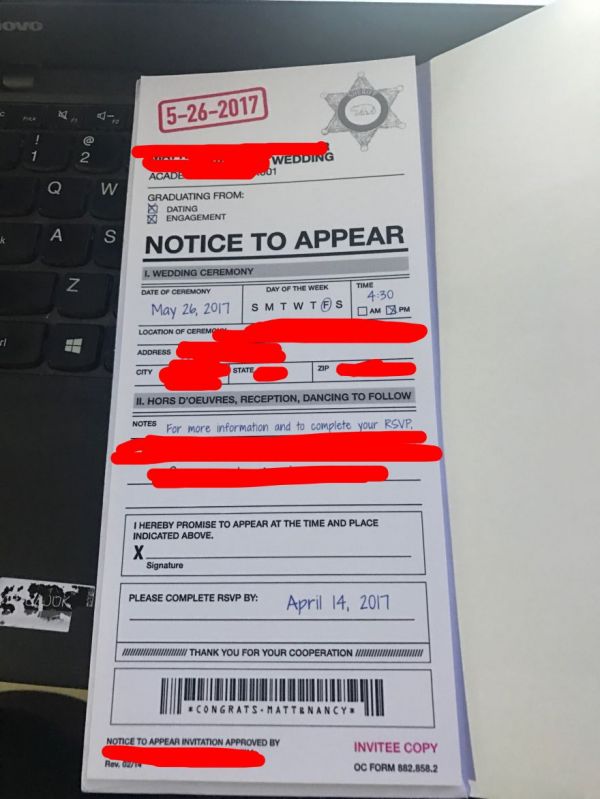 5-26-2017
SHERIFF
WEDDING
GRADUATING FROM:
DATING
ENGAGEMENT
NOTICE TO APPEAR
I. WEDDING CEREMONY
DATE OF CEREMONY
DAY OF THE WEEK
TIME
May 26, 2017
S M T W T F S
4:30
AM PM
LOCATION OF
ADDRESS
CITY STATE ZIP
II. HORS D'OEUVRES, RECEPTION, DANCING TO FOLLOW
NOTES For more information and to complete your RSVP,
I HEREBY PROMISE TO APPEAR AT THE TIME AND PLACE
INDICATED ABOVE.
X
Signature
PLEASE COMPLETE RSVP BY: April 14, 2017
THANK YOU FOR YOUR COOPERATION
*CONGRATS-MATT&NANCY*
NOTICE TO APPEAR INVITATION APPROVED BY
Rev. 02/14
INVITEE COPY
OC FORM 882.858.2
! @
1 2
Q W
A S
Z